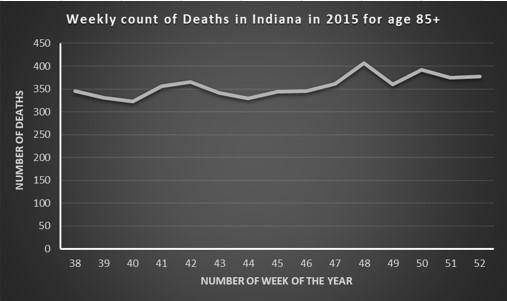 Weekly count of Deaths in Indiana in 2015 for age 85+
NUMBER OF DEATHS
450
400
350
300
250
200
150
100
50
0
38 39 40 41 42 43 44 45 46 47 48 49 50 51 52
NUMBER OF WEEK OF THE YEAR